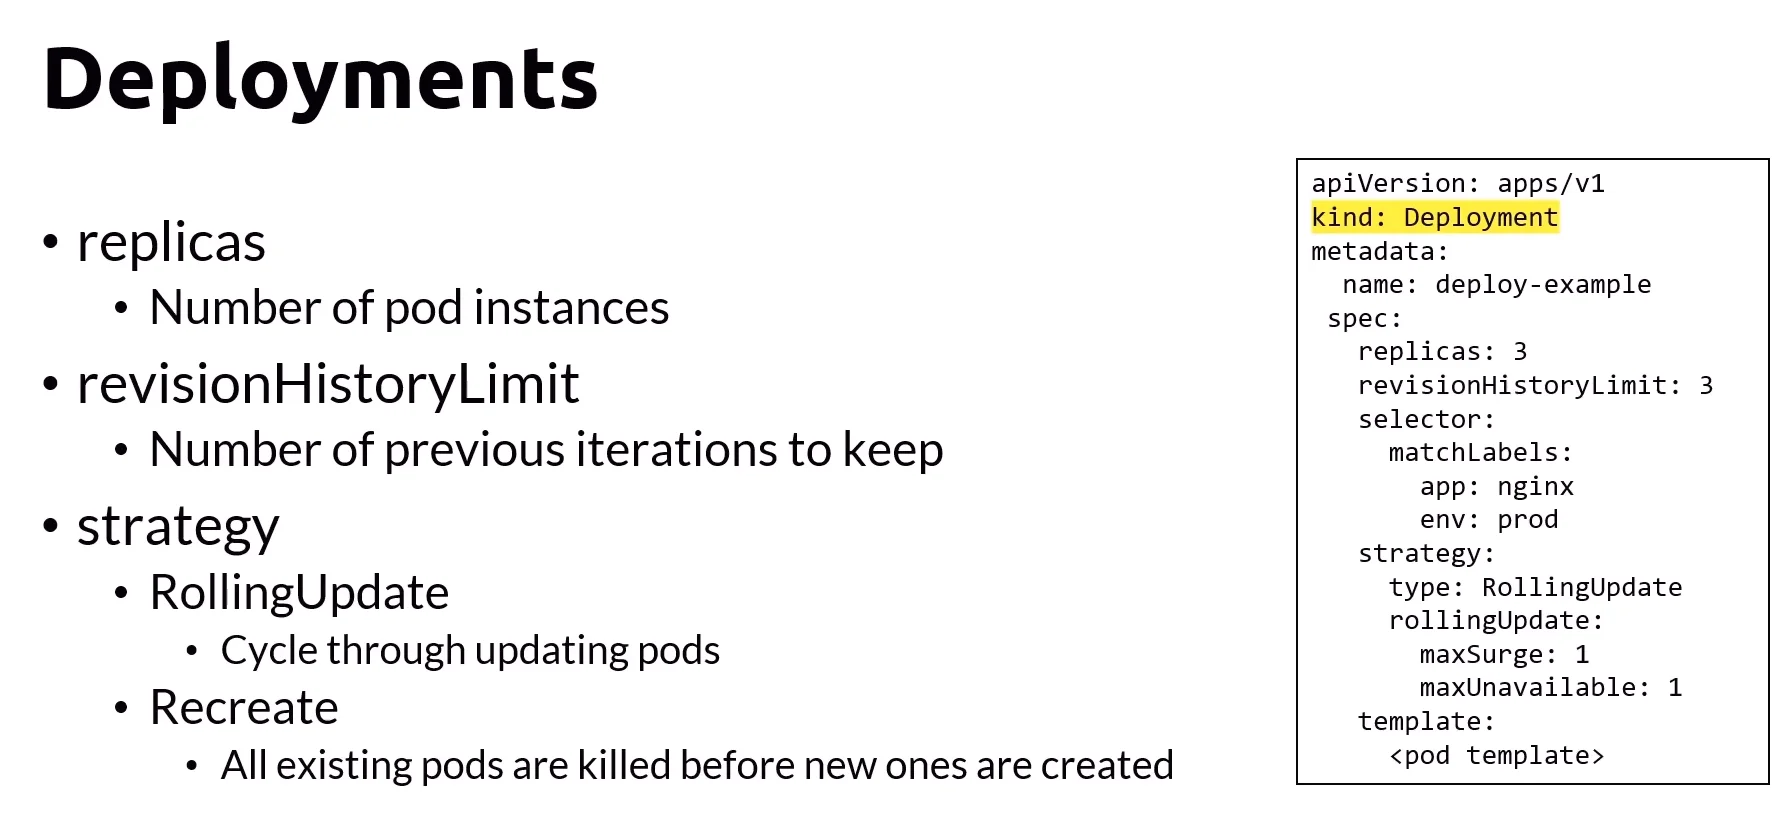 Deployments
• replicas
• Number of pod instances
• revisionHistoryLimit
• Number of previous iterations to keep
• strategy
• RollingUpdate
• Cycle through updating pods
• Recreate
• All existing pods are killed before new ones are created
apiVersion: apps/v1
kind: Deployment
metadata:
  name: deploy-example
 spec:
   replicas: 3
   revisionHistoryLimit: 3
   selector:
     matchLabels:
       app: nginx
       env: prod
   strategy:
     type: RollingUpdate
     rollingUpdate:
       maxSurge: 1
       maxUnavailable: 1
   template:
     <pod template>